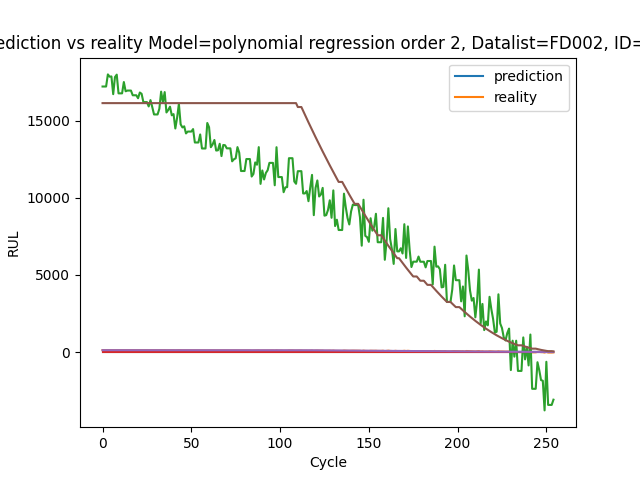 ediction vs reality Model=polynomial regression order 2, Datalist=FD002, ID=
prediction
reality
15000
10000
5000
0
RUL
0 50 100 150 200 250
Cycle